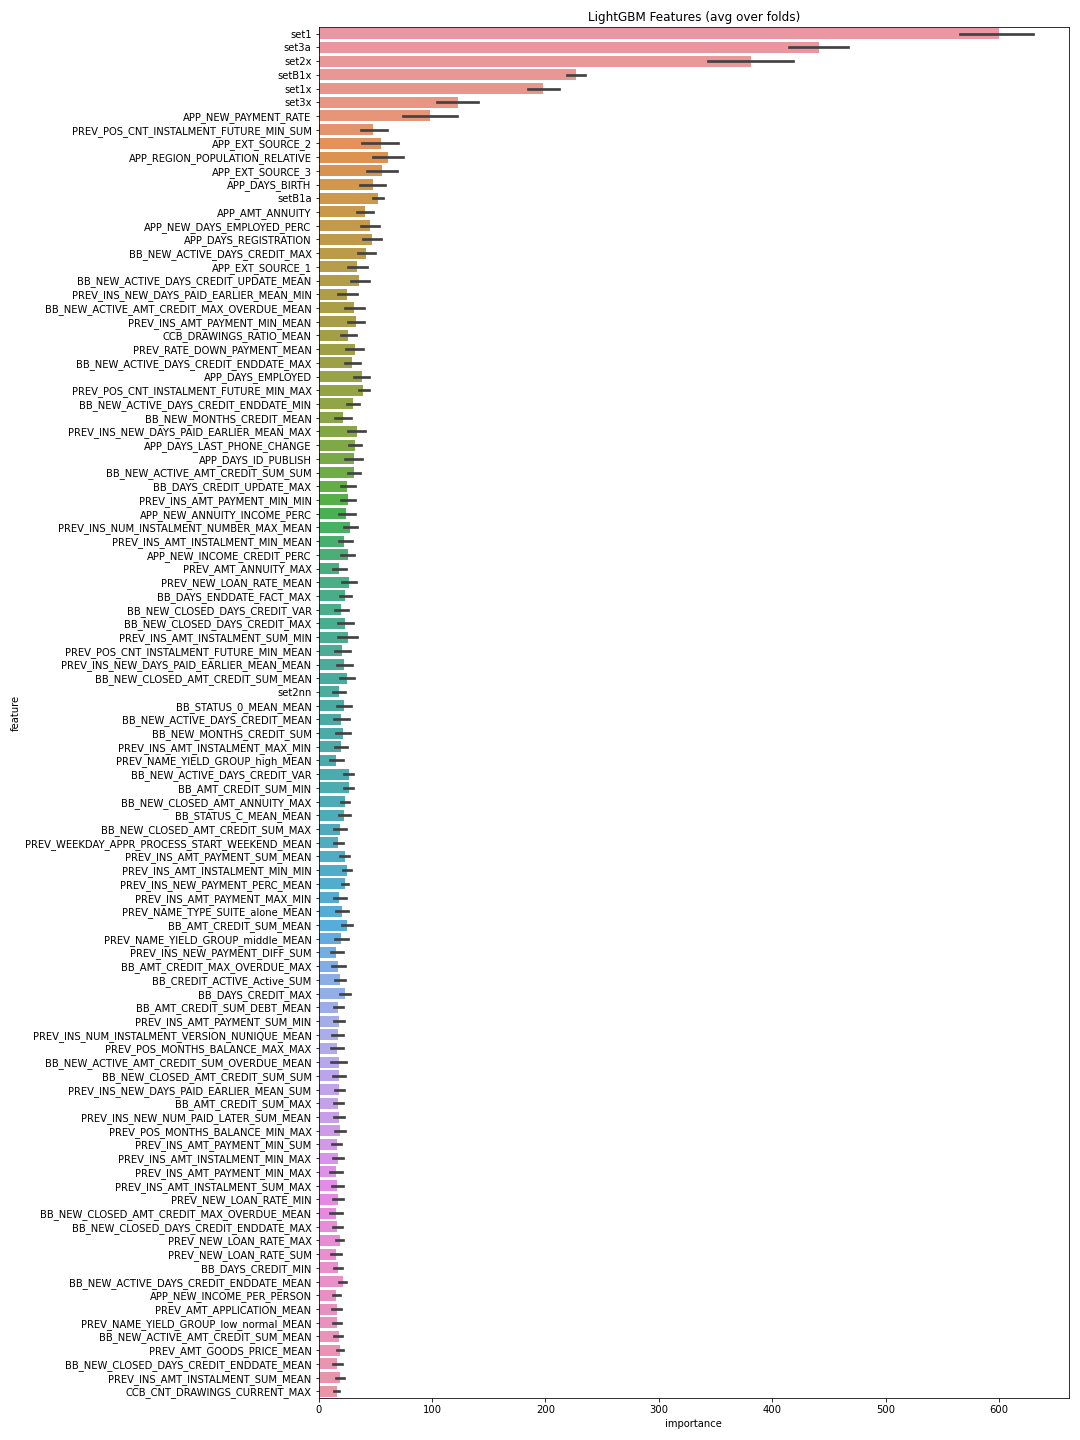 LightGBM Features (avg over folds)
set1
set3a
set2x
setB1x
set1x
set3x
APP_NEW_PAYMENT_RATE
PREV_POS_CNT_INSTALMENT_FUTURE_MIN_SUM
APP_EXT_SOURCE_2
APP_REGION_POPULATION_RELATIVE
APP_EXT_SOURCE_3
APP_DAYS_BIRTH
setB1a
APP_AMT_ANNUITY
APP_NEW_DAYS_EMPLOYED_PERC
APP_DAYS_REGISTRATION
BB_NEW_ACTIVE_DAYS_CREDIT_MAX
APP_EXT_SOURCE_1
BB_NEW_ACTIVE_DAYS_CREDIT_UPDATE_MEAN
PREV_INS_NEW_DAYS_PAID_EARLIER_MEAN_MIN
BB_NEW_ACTIVE_AMT_CREDIT_MAX_OVERDUE_MEAN
PREV_INS_AMT_PAYMENT_MIN_MEAN
CCB_DRAWINGS_RATIO_MEAN
PREV_RATE_DOWN_PAYMENT_MEAN
BB_NEW_ACTIVE_DAYS_CREDIT_ENDDATE_MAX
APP_DAYS_EMPLOYED
PREV_POS_CNT_INSTALMENT_FUTURE_MIN_MAX
BB_NEW_ACTIVE_DAYS_CREDIT_ENDDATE_MIN
BB_NEW_MONTHS_CREDIT_MEAN
PREV_INS_NEW_DAYS_PAID_EARLIER_MEAN_MAX
APP_DAYS_LAST_PHONE_CHANGE
APP_DAYS_ID_PUBLISH
BB_NEW_ACTIVE_AMT_CREDIT_SUM_SUM
BB_DAYS_CREDIT_UPDATE_MAX
PREV_INS_AMT_PAYMENT_MIN_MIN
APP_NEW_ANNUITY_INCOME_PERC
PREV_INS_NUM_INSTALMENT_NUMBER_MAX_MEAN
PREV_INS_AMT_INSTALMENT_MIN_MEAN
APP_NEW_INCOME_CREDIT_PERC
PREV_AMT_ANNUITY_MAX
PREV_NEW_LOAN_RATE_MEAN
BB_DAYS_ENDDATE_FACT_MAX
BB_NEW_CLOSED_DAYS_CREDIT_VAR
BB_NEW_CLOSED_DAYS_CREDIT_MAX
PREV_INS_AMT_INSTALMENT_SUM_MIN
PREV_POS_CNT_INSTALMENT_FUTURE_MIN_MEAN
PREV_INS_NEW_DAYS_PAID_EARLIER_MEAN_MEAN
BB_NEW_CLOSED_AMT_CREDIT_SUM_MEAN
set2nn
BB_STATUS_0_MEAN_MEAN
BB_NEW_ACTIVE_DAYS_CREDIT_MEAN
BB_NEW_MONTHS_CREDIT_SUM
PREV_INS_AMT_INSTALMENT_MAX_MIN
PREV_NAME_YIELD_GROUP_high_MEAN
BB_NEW_ACTIVE_DAYS_CREDIT_VAR
BB_AMT_CREDIT_SUM_MIN
BB_NEW_CLOSED_AMT_ANNUITY_MAX
BB_STATUS_C_MEAN_MEAN
BB_NEW_CLOSED_AMT_CREDIT_SUM_MAX
PREV_WEEKDAY_APPR_PROCESS_START_WEEKEND_MEAN
PREV_INS_AMT_PAYMENT_SUM_MEAN
PREV_INS_AMT_INSTALMENT_MIN_MIN
PREV_INS_NEW_PAYMENT_PERC_MEAN
PREV_INS_AMT_PAYMENT_MAX_MIN
PREV_NAME_TYPE_SUITE_alone_MEAN
BB_AMT_CREDIT_SUM_MEAN
PREV_NAME_YIELD_GROUP_middle_MEAN
PREV_INS_NEW_PAYMENT_DIFF_SUM
BB_AMT_CREDIT_MAX_OVERDUE_MAX
BB_CREDIT_ACTIVE_Active_SUM
BB_DAYS_CREDIT_MAX
BB_AMT_CREDIT_SUM_DEBT_MEAN
PREV_INS_AMT_PAYMENT_SUM_MIN
PREV_INS_NUM_INSTALMENT_VERSION_NUNIQUE_MEAN
PREV_POS_MONTHS_BALANCE_MAX_MAX
BB_NEW_ACTIVE_AMT_CREDIT_SUM_OVERDUE_MEAN
BB_NEW_CLOSED_AMT_CREDIT_SUM_SUM
PREV_INS_NEW_DAYS_PAID_EARLIER_MEAN_SUM
BB_AMT_CREDIT_SUM_MAX
PREV_INS_NEW_NUM_PAID_LATER_SUM_MEAN
PREV_POS_MONTHS_BALANCE_MIN_MAX
PREV_INS_AMT_PAYMENT_MIN_SUM
PREV_INS_AMT_INSTALMENT_MIN_MAX
PREV_INS_AMT_PAYMENT_MIN_MAX
PREV_INS_AMT_INSTALMENT_SUM_MAX
PREV_NEW_LOAN_RATE_MIN
BB_NEW_CLOSED_AMT_CREDIT_MAX_OVERDUE_MEAN
BB_NEW_CLOSED_DAYS_CREDIT_ENDDATE_MAX
PREV_NEW_LOAN_RATE_MAX
PREV_NEW_LOAN_RATE_SUM
BB_DAYS_CREDIT_MIN
BB_NEW_ACTIVE_DAYS_CREDIT_ENDDATE_MEAN
APP_NEW_INCOME_PER_PERSON
PREV_AMT_APPLICATION_MEAN
PREV_NAME_YIELD_GROUP_low_normal_MEAN
BB_NEW_ACTIVE_AMT_CREDIT_SUM_MEAN
PREV_AMT_GOODS_PRICE_MEAN
BB_NEW_CLOSED_DAYS_CREDIT_ENDDATE_MEAN
PREV_INS_AMT_INSTALMENT_SUM_MEAN
CCB_CNT_DRAWINGS_CURRENT_MAX
feature
0 100 200 300 400 500 600
importance